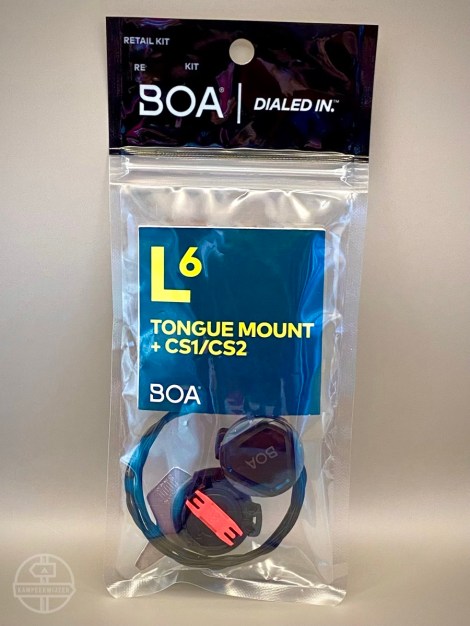 RETAIL KIT
RE KIT
BOA® | DIALED IN.™
L6
TONGUE MOUNT
+ CS1/CS2
BOA®
BOA